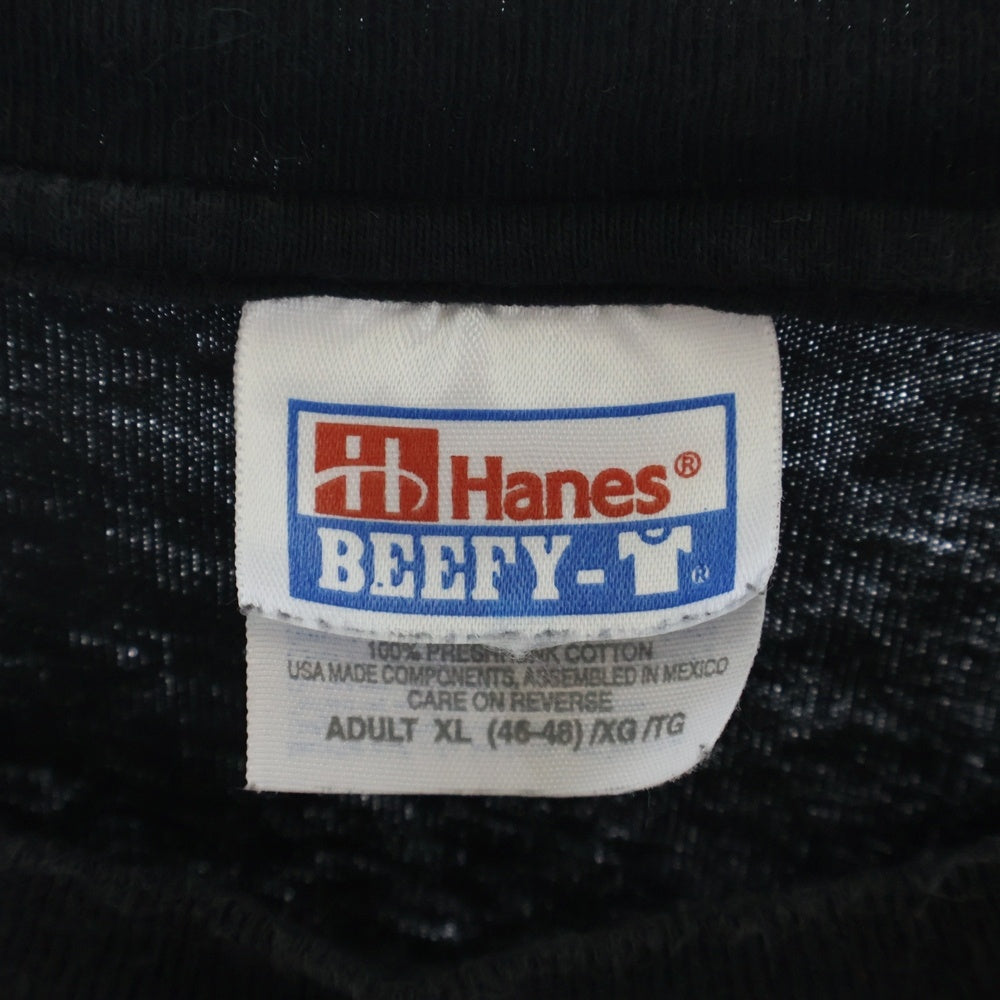 Hanes®
BEEFY-T®
100% PRESHRUNK COTTON
USA MADE COMPONENTS, ASSEMBLED IN MEXICO
CARE ON REVERSE
ADULT XL (46-48) /XG /TG